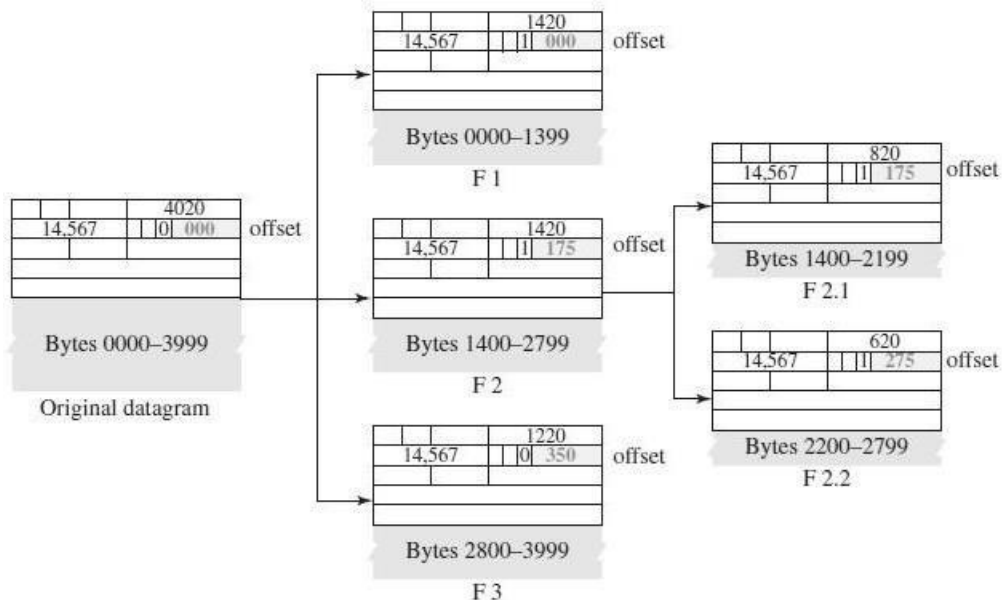 4020
14,567 0 000 offset
Bytes 0000–3999
Original datagram
1420
14,567 1 000 offset
Bytes 0000–1399
F 1
1420
14,567 1 175 offset
Bytes 1400–2799
F 2
1220
14,567 0 350 offset
Bytes 2800–3999
F 3
820
14,567 1 175 offset
Bytes 1400–2199
F 2.1
620
14,567 1 275 offset
Bytes 2200–2799
F 2.2